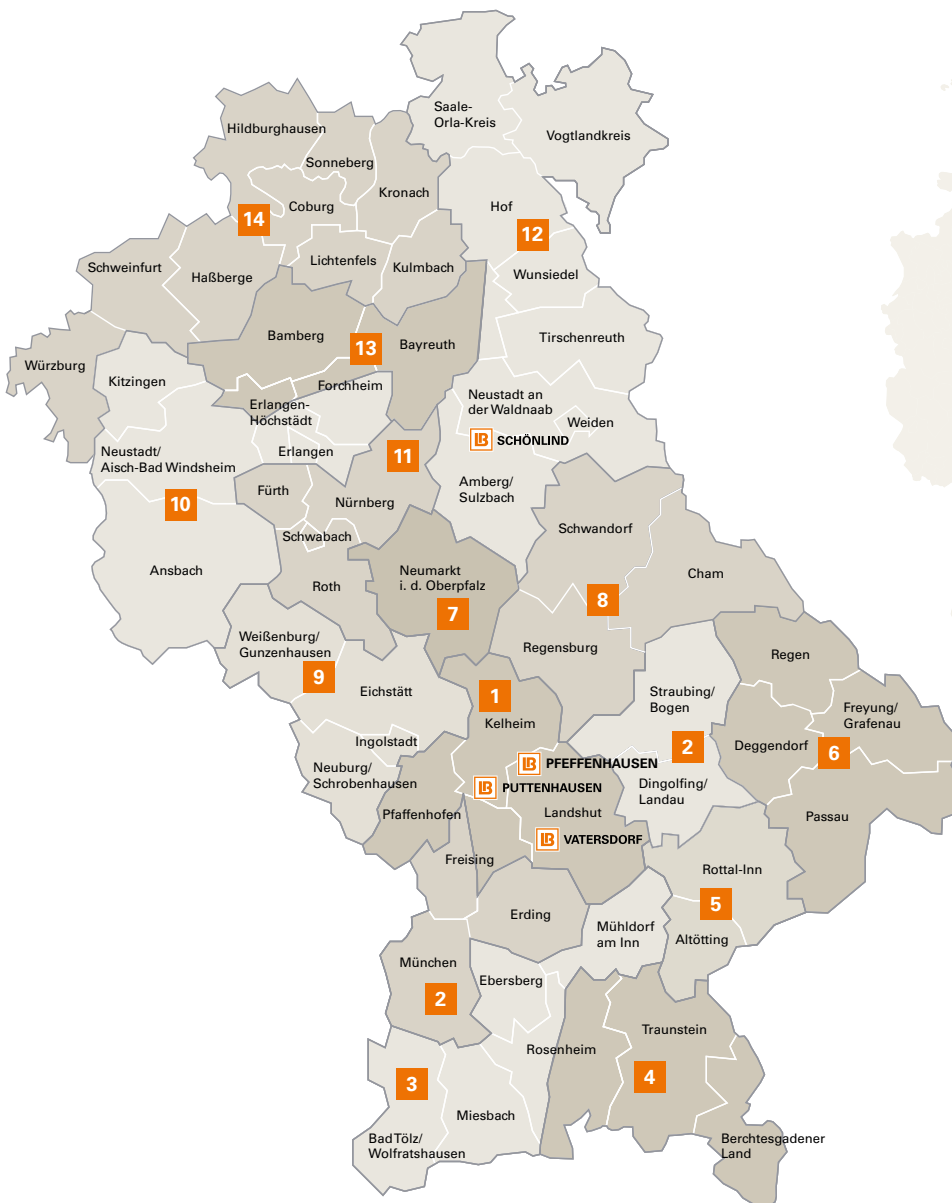 Saale-
Orla-Kreis
Vogtlandkreis
Hildburghausen
Sonneberg
Kronach
Coburg
14
Hof
12
Lichtenfels
Kulmbach
Schweinfurt
Haßberge
Wunsiedel
Bamberg
13
Bayreuth
Tirschenreuth
Würzburg
Kitzingen
Forchheim
Erlangen-
Höchstädt
Neustadt an
der Waldnaab
Weiden
LB SCHÖNLIND
Neustadt/
Aisch-Bad Windsheim
Erlangen
11
Amberg/
Sulzbach
10
Fürth
Nürnberg
Schwabach
Schwandorf
Ansbach
Roth
Neumarkt
i. d. Oberpfalz
7
Cham
8
Weißenburg/
Gunzenhausen
9
Regensburg
Regen
Eichstätt
1
Kelheim
Straubing/
Bogen
2
Freyung/
Grafenau
Deggendorf
6
Ingolstadt
Neuburg/
Schrobenhausen
LB PFEFFENHAUSEN
LB PUTTENHAUSEN
Dingolfing/
Landau
Pfaffenhofen
Landshut
Passau
LB VATERSDORF
Freising
Rottal-Inn
5
Erding
Mühldorf
am Inn
Altötting
München
2
Ebersberg
Rosenheim
Traunstein
4
3
Miesbach
Bad Tölz/
Wolfratshausen
Berchtesgadener
Land